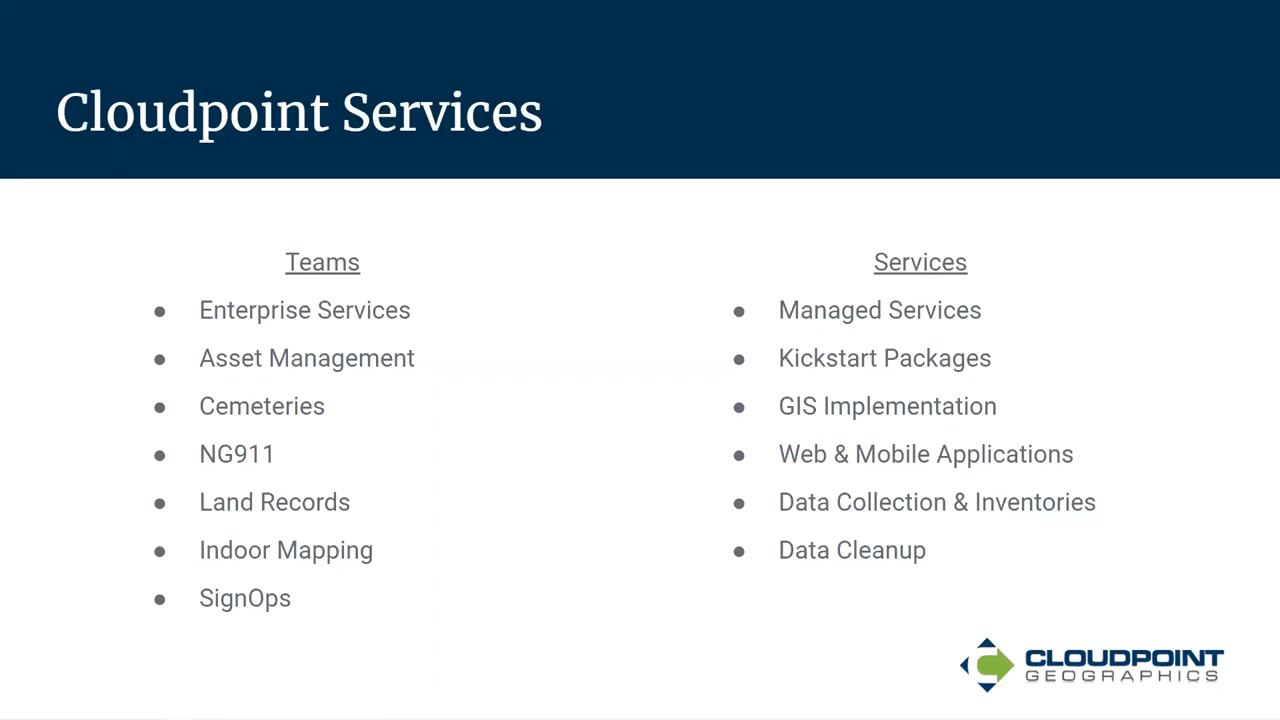 Cloudpoint Services
Teams
● Enterprise Services
● Asset Management
● Cemeteries
● NG911
● Land Records
● Indoor Mapping
● SignOps
Services
● Managed Services
● Kickstart Packages
● GIS Implementation
● Web & Mobile Applications
● Data Collection & Inventories
● Data Cleanup
CLOUDPOINT
GEOGRAPHICS